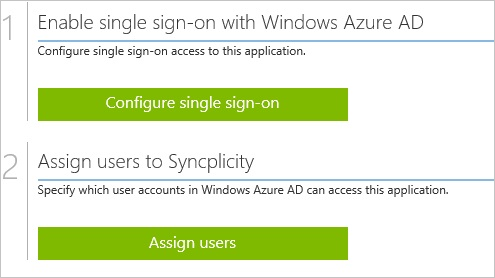 1
Enable single sign-on with Windows Azure AD
Configure single sign-on access to this application.
Configure single sign-on
2
Assign users to Syncplicity
Specify which user accounts in Windows Azure AD can access this application.
Assign users